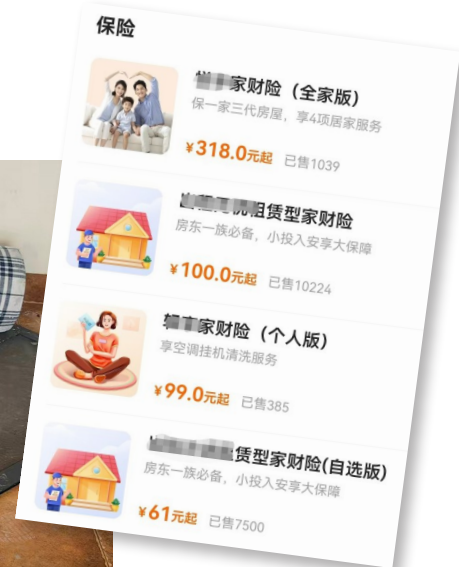 保险
家财险（全家版）
保一家三代房屋，享4项居家服务
¥318.0元起 已售1039
租赁型家财险
房东一族必备，小投入安享大保障
¥100.0元起 已售10224
家财险（个人版）
享空调挂机清洗服务
¥99.0元起 已售385
赁型家财险(自选版)
房东一族必备，小投入安享大保障
¥61元起 已售7500